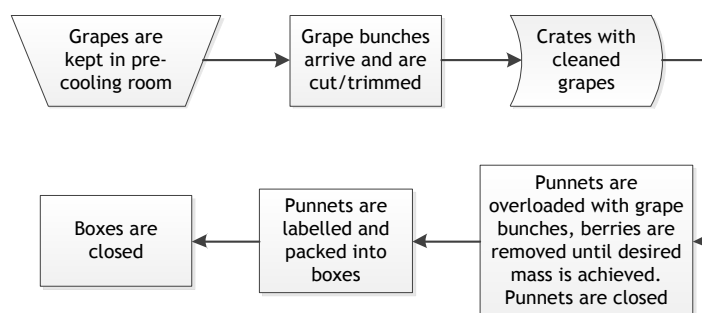 Grapes are
kept in pre-
cooling room
Grape bunches
arrive and are
cut/trimmed
Crates with
cleaned
grapes
Boxes are
closed
Punnets are
labelled and
packed into
boxes
Punnets are
overloaded with grape
bunches, berries are
removed until desired
mass is achieved.
Punnets are closed